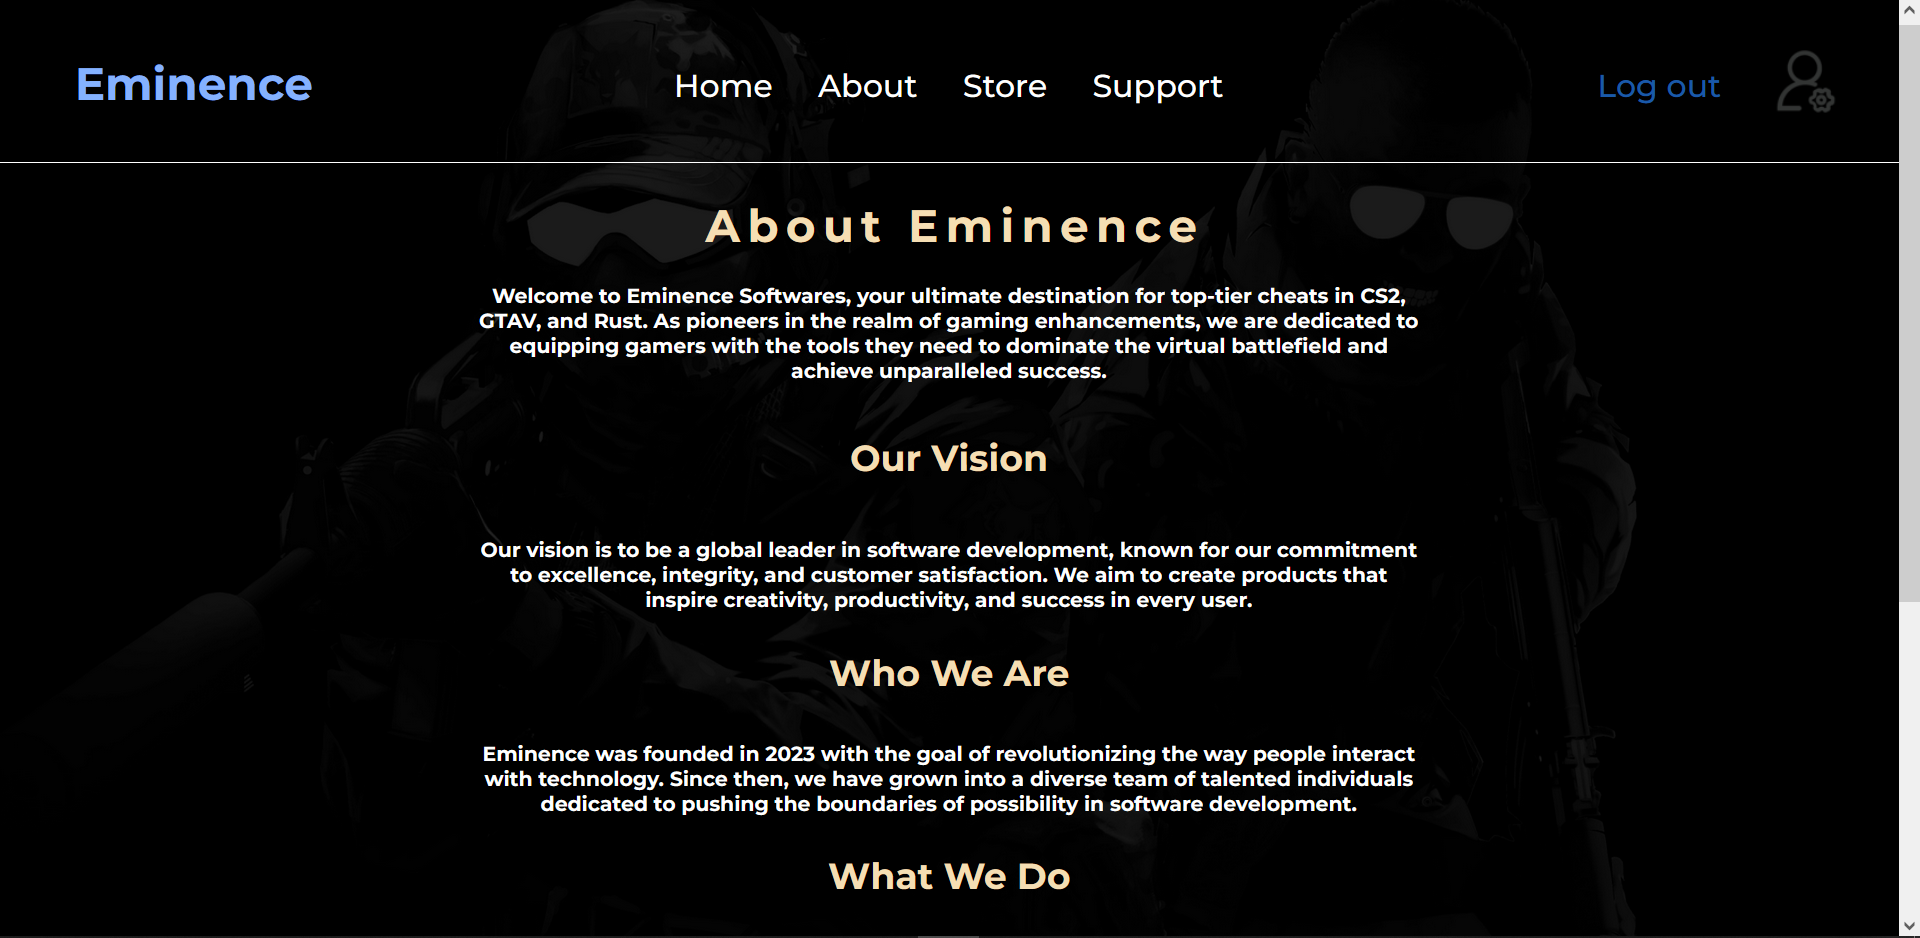 Eminence
Home About Store Support
Log out
About Eminence
Welcome to Eminence Softwares, your ultimate destination for top-tier cheats in CS2,
GTAV, and Rust. As pioneers in the realm of gaming enhancements, we are dedicated to
equipping gamers with the tools they need to dominate the virtual battlefield and
achieve unparalleled success.
Our Vision
Our vision is to be a global leader in software development, known for our commitment
to excellence, integrity, and customer satisfaction. We aim to create products that
inspire creativity, productivity, and success in every user.
Who We Are
Eminence was founded in 2023 with the goal of revolutionizing the way people interact
with technology. Since then, we have grown into a diverse team of talented individuals
dedicated to pushing the boundaries of possibility in software development.
What We Do